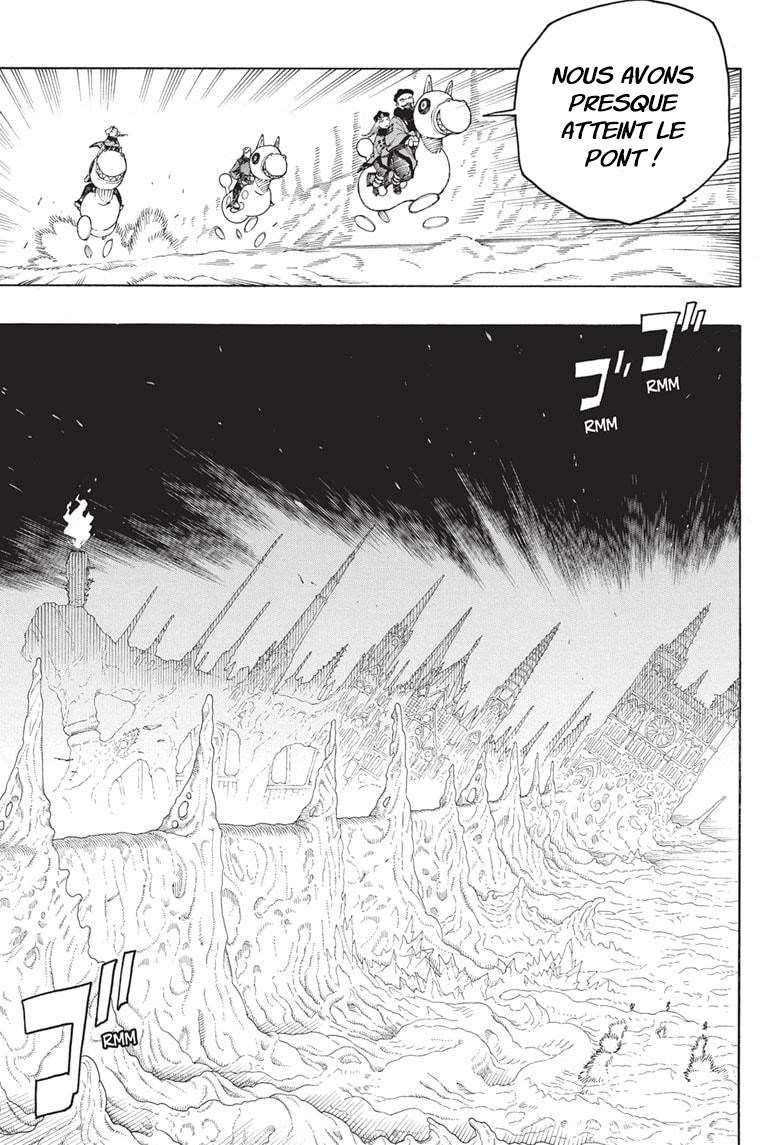 NOUS AVONS
PRESQUE
ATTEINT LE
PONT !
ゴ゛
RMM
ゴ゛
RMM
ゴ゛
RMM